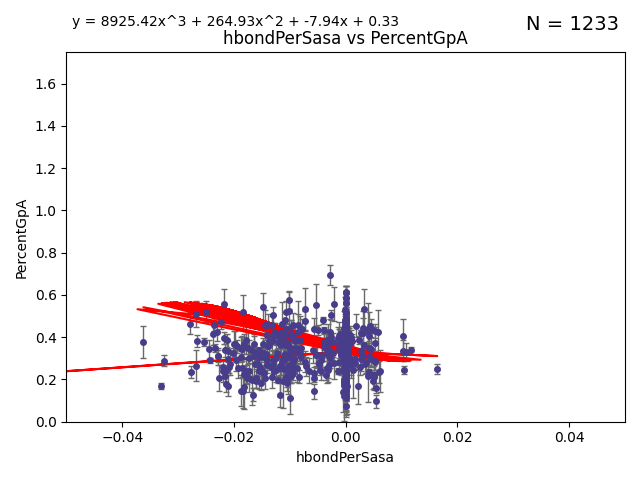 y = 8925.42x^3 + 264.93x^2 + -7.94x + 0.33
N = 1233
hbondPerSasa vs PercentGpA
1.6
1.4
1.2
1.0
0.8
0.6
0.4
0.2
0.0
PercentGpA
−0.04 −0.02 0.00 0.02 0.04
hbondPerSasa